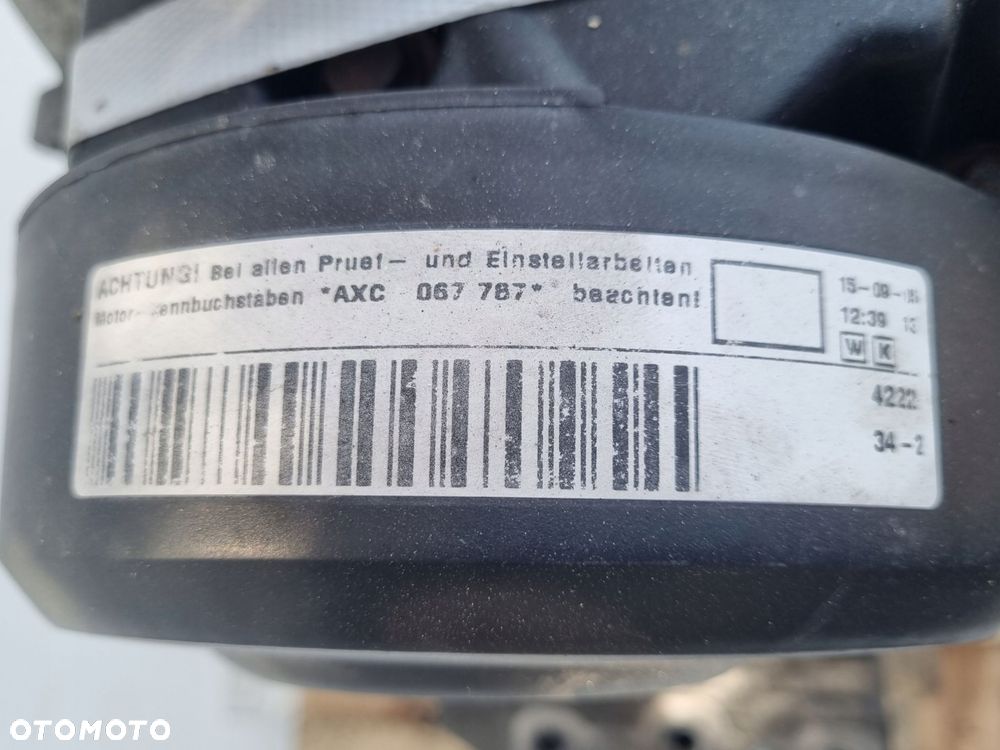 ACHTUNG! Bei allen Pruef- und Einstellarbeiten
Motor-kennbuchstaben *AXC 067 787* beachten!
15-09-
12:39 13
W K
4222
34-2
OTOMOTO